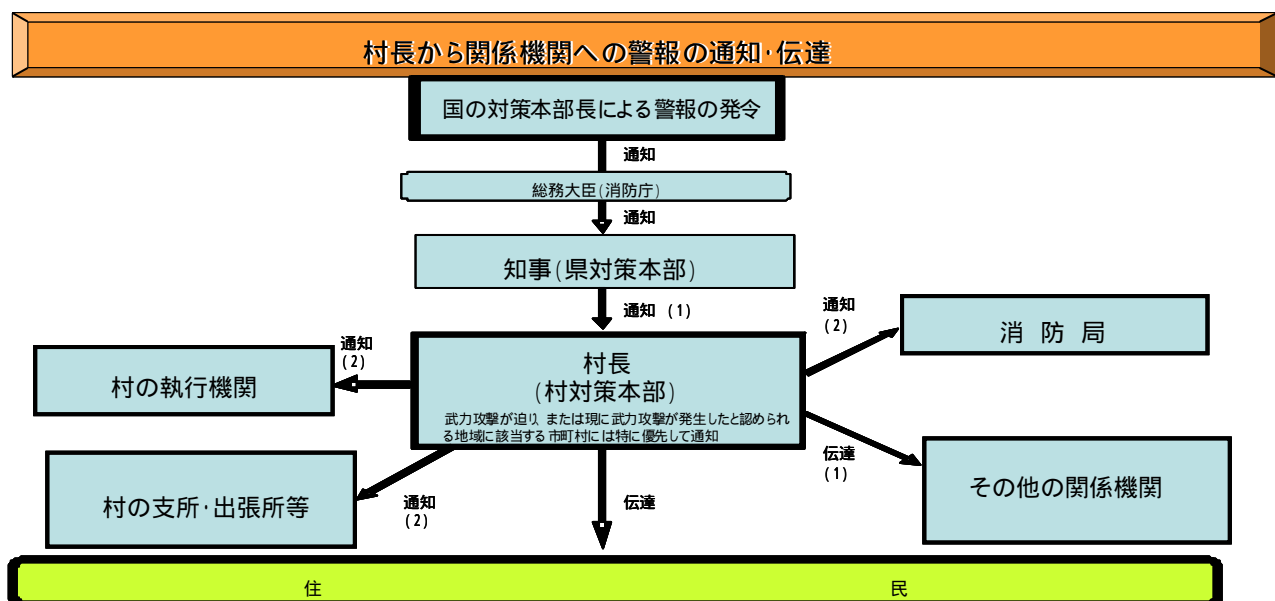 村長から関係機関への警報の通知・伝達
国の対策本部長による警報の発令
通知
総務大臣(消防庁)
通知
知事(県対策本部)
通知 (1)
通知
(2)
消 防 局
通知
(2)
村の執行機関
村長
(村対策本部)
武力攻撃が迫り、または現に武力攻撃が発生したと認められ
る地域に該当する市町村には特に優先して通知
伝達
(1)
その他の関係機関
村の支所・出張所等
通知
(2)
伝達
住 民